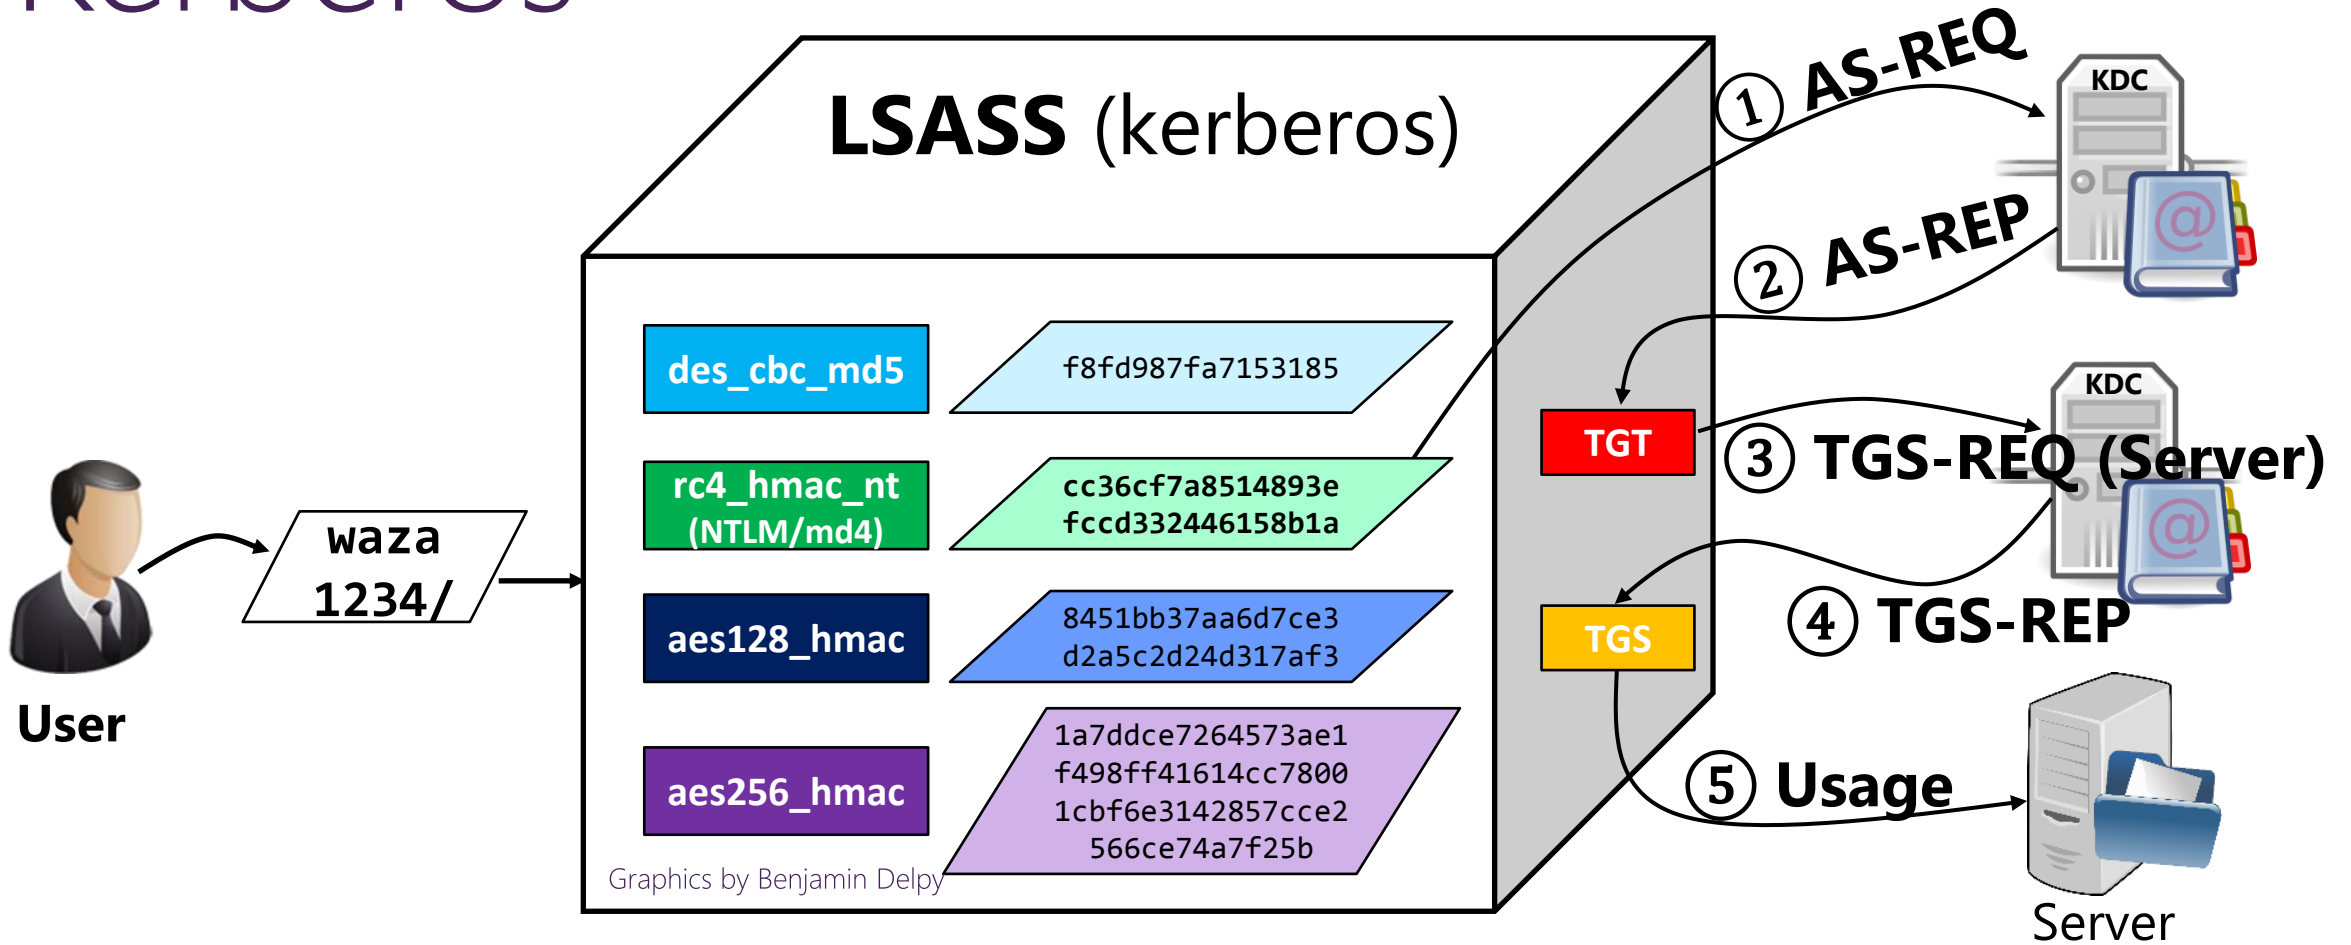 Kerberos
LSASS (kerberos)
① AS-REQ
KDC
② AS-REP
des_cbc_md5
f8fd987fa7153185
KDC
TGT
③ TGS-REQ (Server)
rc4_hmac_nt
(NTLM/md4)
cc36cf7a8514893e
fccd332446158b1a
waza
1234/
User
aes128_hmac
8451bb37aa6d7ce3
d2a5c2d24d317af3
TGS
④ TGS-REP
aes256_hmac
1a7ddce7264573ae1
f498ff41614cc7800
1cbf6e3142857cce2
566ce74a7f25b
⑤ Usage
Graphics by Benjamin Delpy
Server
@
@